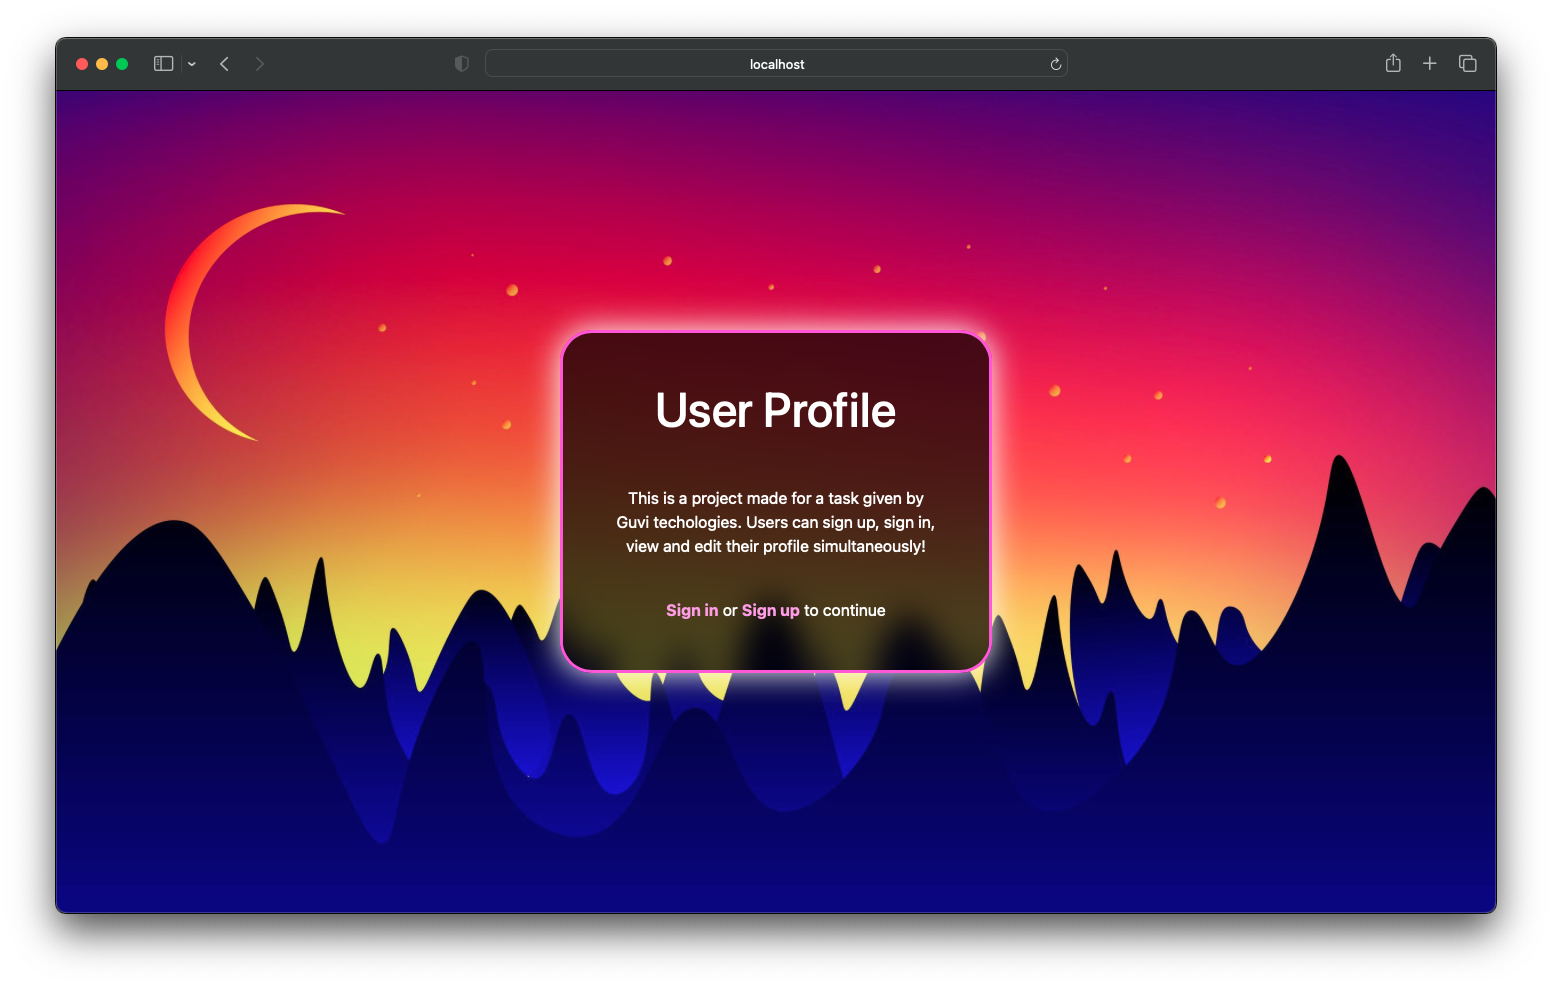 localhost
User Profile
This is a project made for a task given by
Guvi techologies. Users can sign up, sign in,
view and edit their profile simultaneously!
Sign in or Sign up to continue